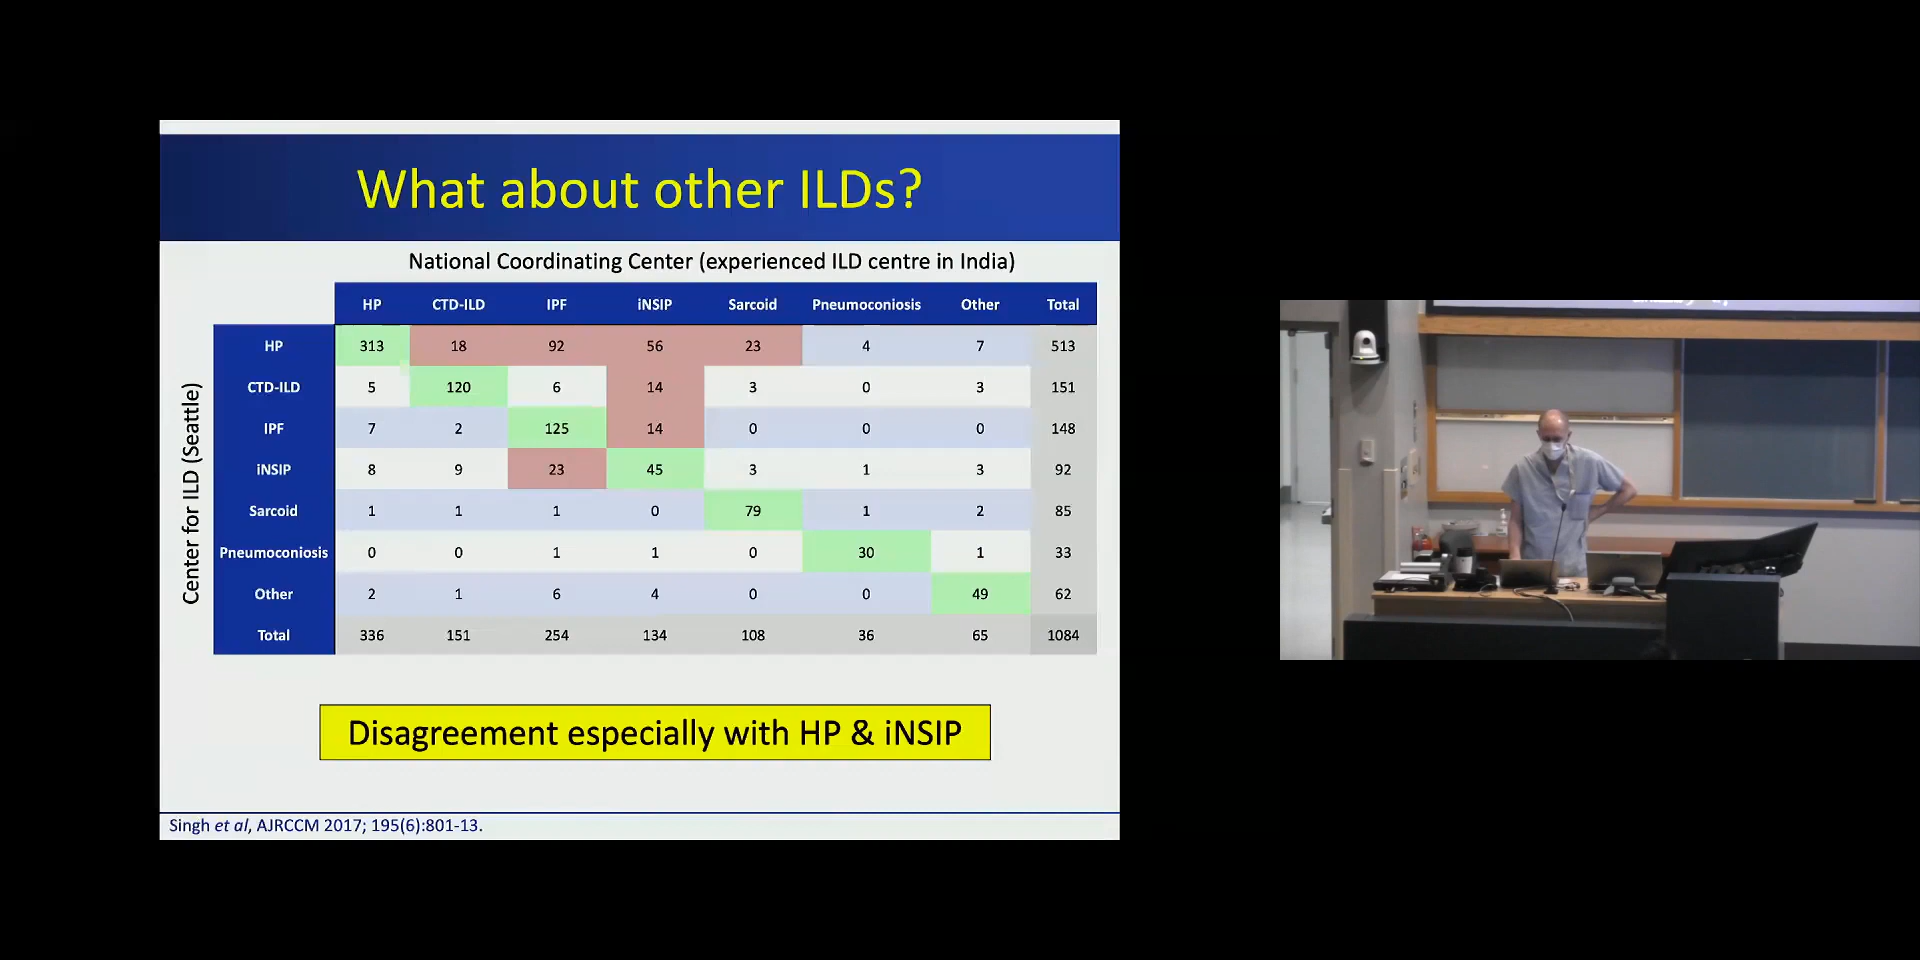 What about other ILDs?
National Coordinating Center (experienced ILD centre in India)
HP CTD-ILD IPF iNSIP Sarcoid Pneumoconiosis Other Total
Center for ILD (Seattle)
HP 313 18 92 56 23 4 7 513
CTD-ILD 5 120 6 14 3 0 3 151
IPF 7 2 125 14 0 0 0 148
iNSIP 8 9 23 45 3 1 3 92
Sarcoid 1 1 1 0 79 1 2 85
Pneumoconiosis 0 0 1 1 0 30 1 33
Other 2 1 6 4 0 0 49 62
Total 336 151 254 134 108 36 65 1084
Disagreement especially with HP & iNSIP
Singh et al, AJRCCM 2017; 195(6):801-13.